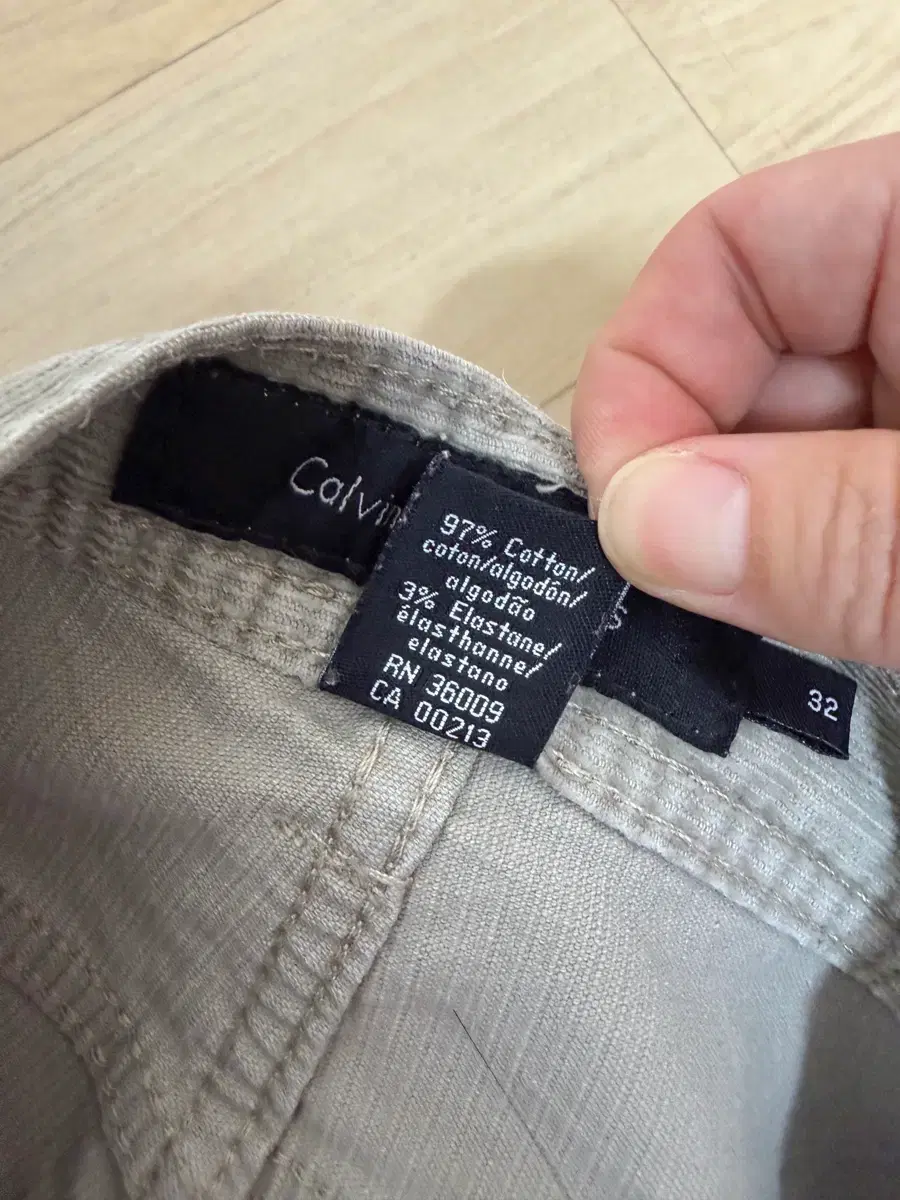 Calvin
97% Cotton/
coton/algodón/
algodão
3% Elastane/
élasthanne/
elastano
RN 36009
CA 00213
s
32